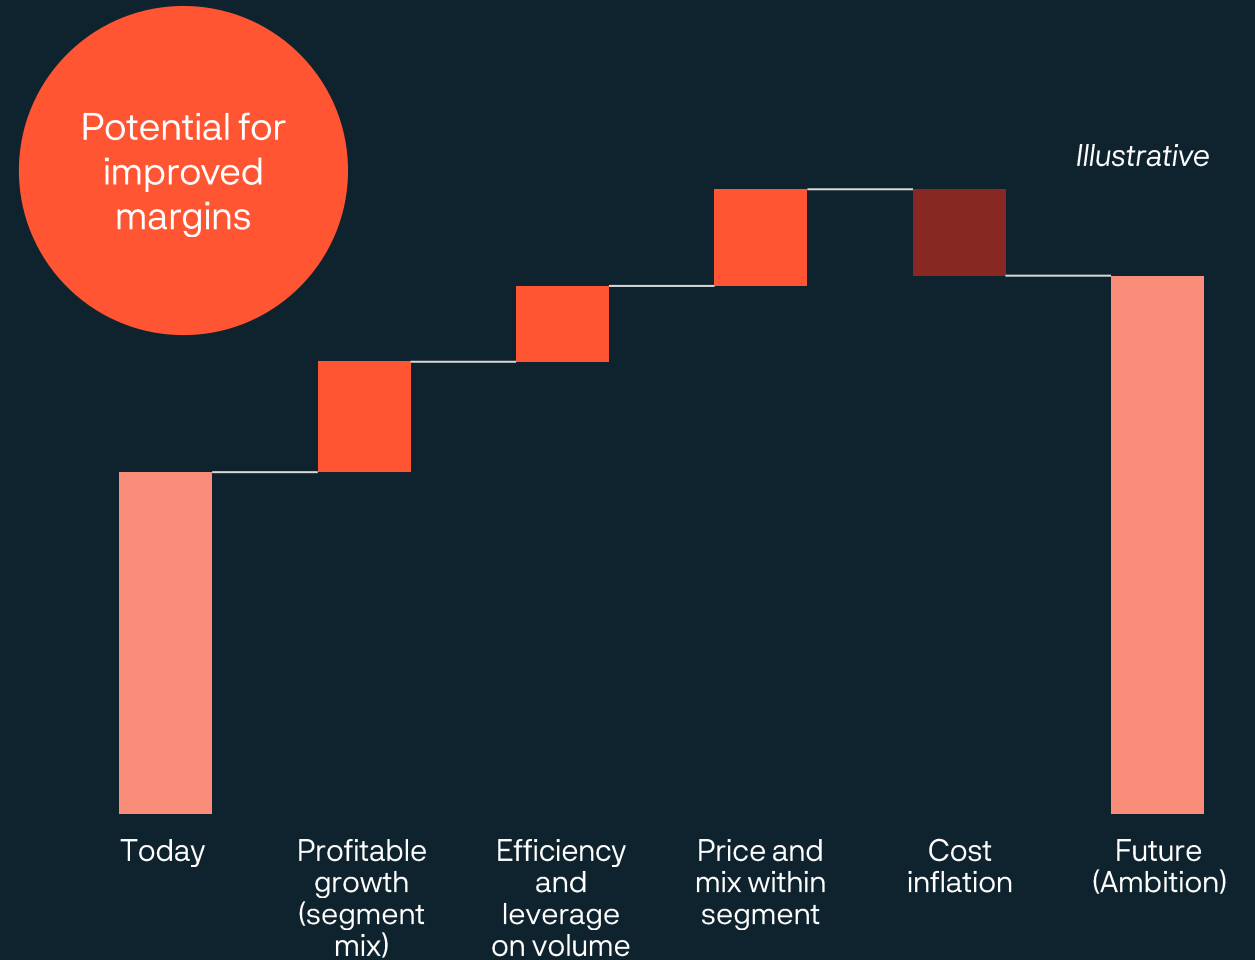 Potential for
improved
margins
Illustrative
Today
Profitable
growth
(segment
mix)
Efficiency
and
leverage
on volume
Price and
mix within
segment
Cost
inflation
Future
(Ambition)